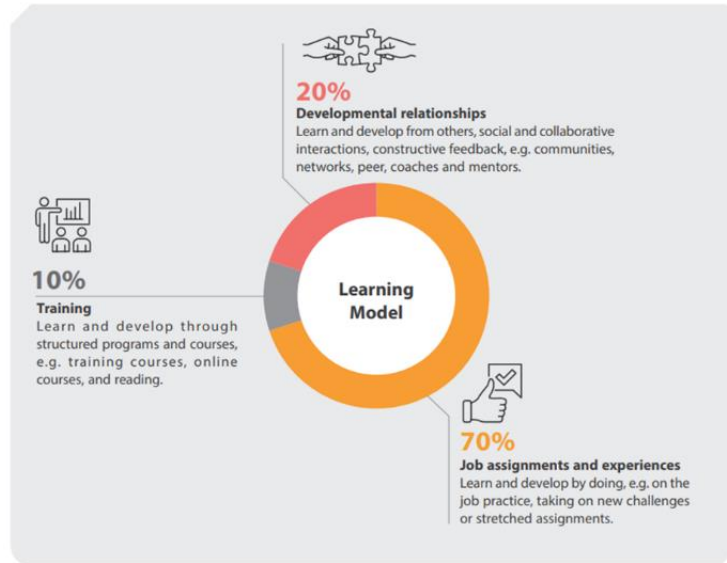 20%
Developmental relationships
Learn and develop from others, social and collaborative
interactions, constructive feedback, e.g. communities,
networks, peer, coaches and mentors.
10%
Training
Learn and develop through
structured programs and courses,
e.g. training courses, online
courses, and reading.
Learning
Model
70%
Job assignments and experiences
Learn and develop by doing, e.g. on the
job practice, taking on new challenges
or stretched assignments.